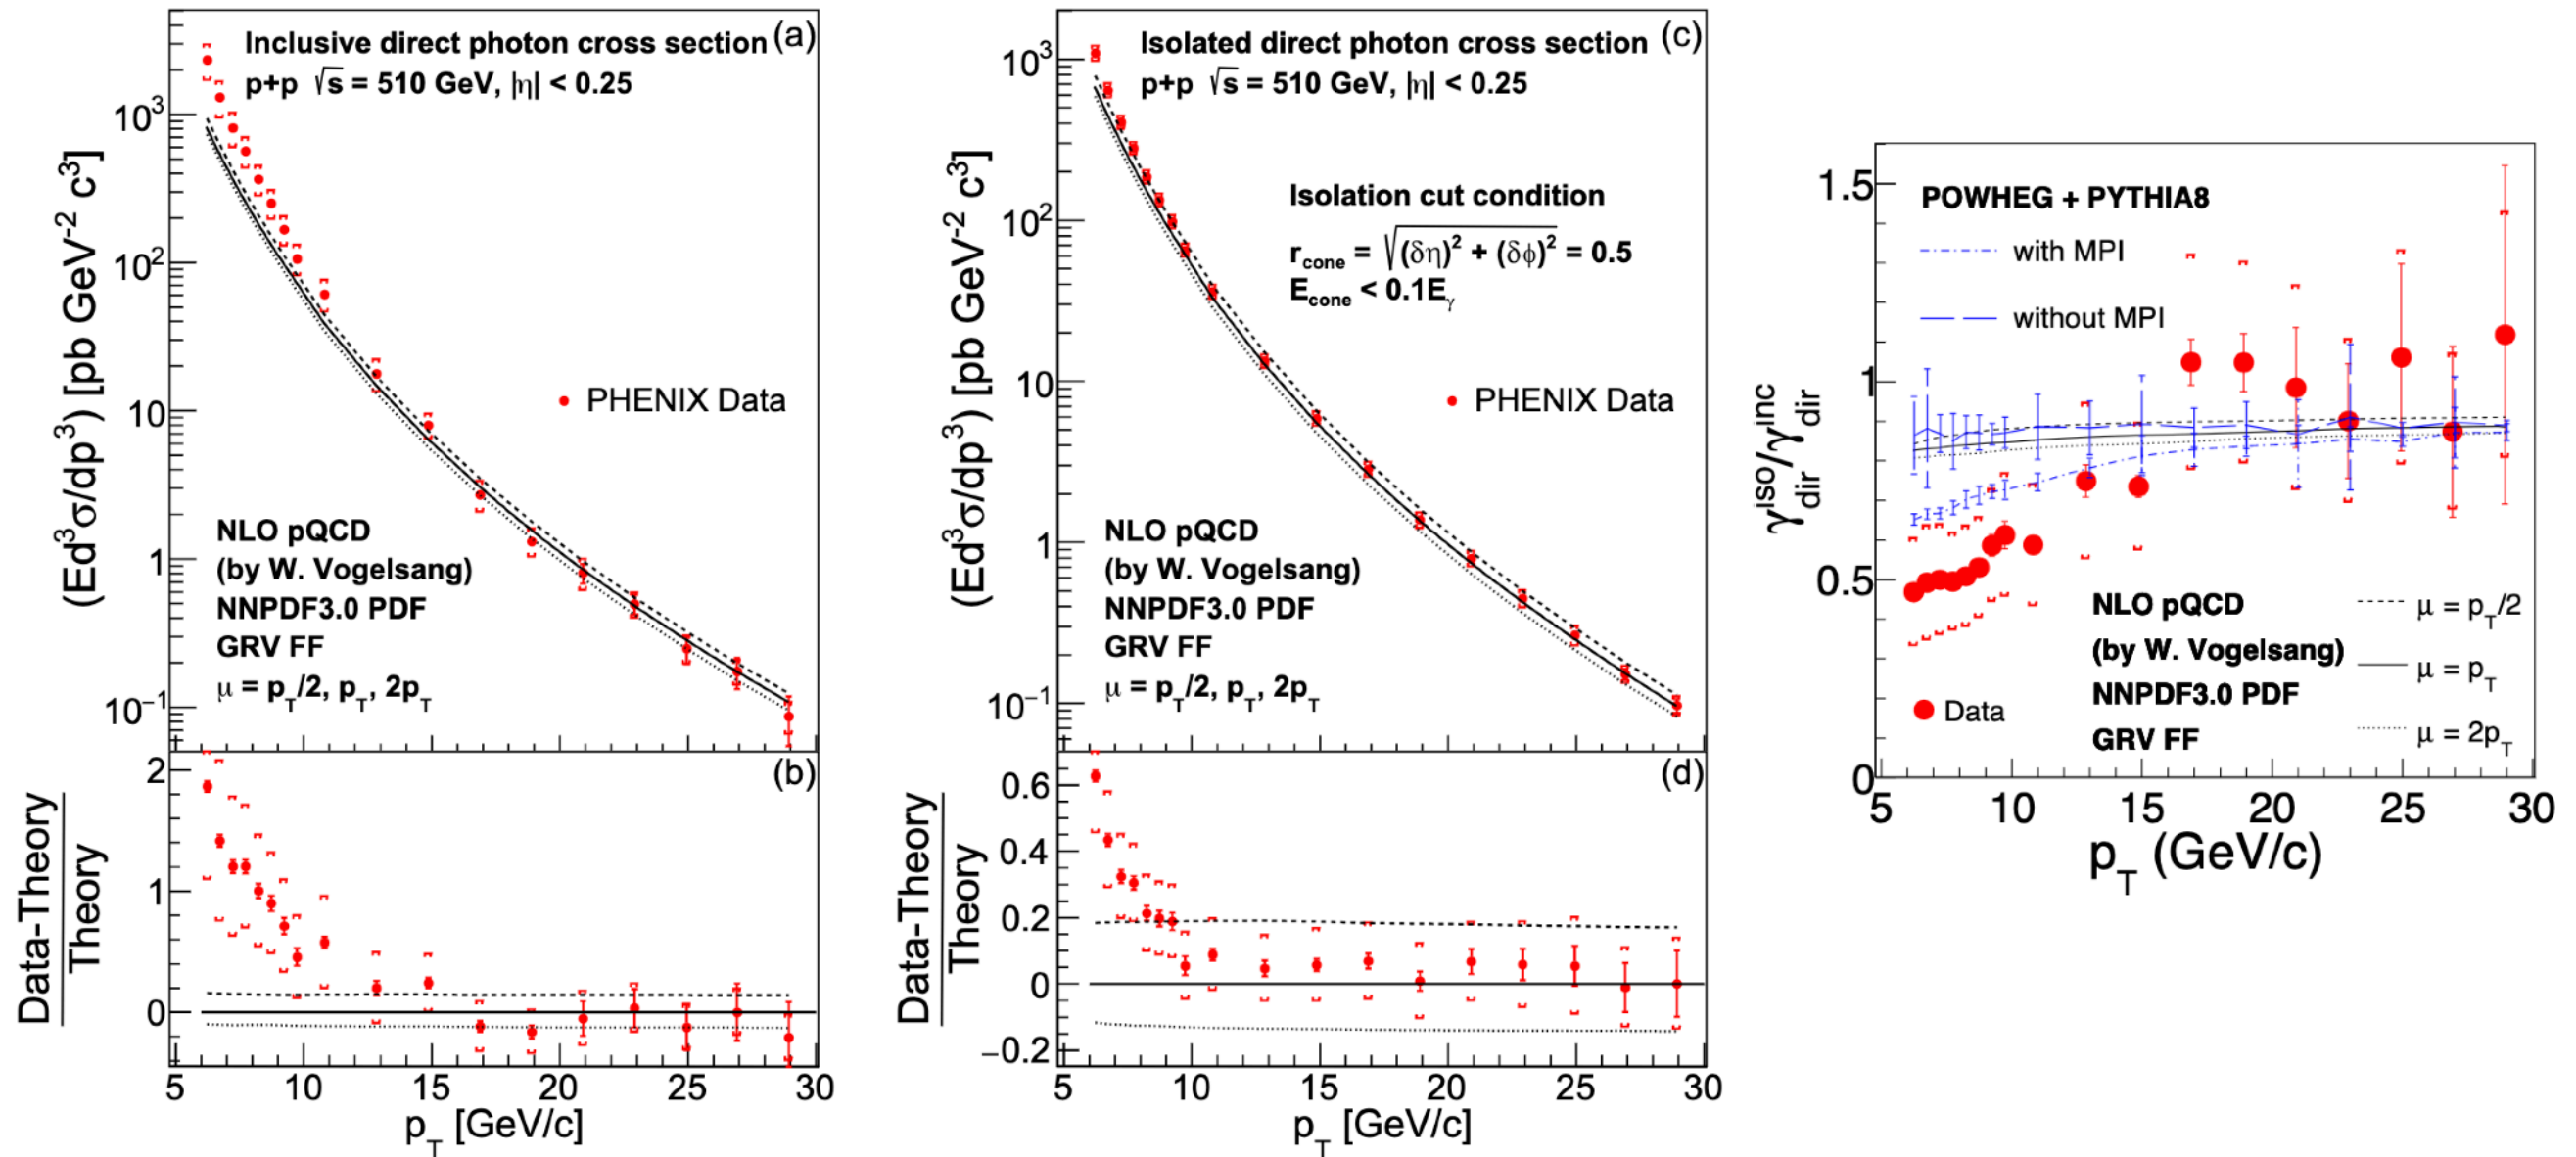 (a)
Inclusive direct photon cross section
p+p √s = 510 GeV, |η| < 0.25
(Ed³σ/dp³) [pb GeV⁻² c³]
10³
10²
10
1
10⁻¹
PHENIX Data
NLO pQCD
(by W. Vogelsang)
NNPDF3.0 PDF
GRV FF
μ = p_T/2, p_T, 2p_T
(b)
Data-Theory
Theory
2
1
0
5 10 15 20 25 30
p_T [GeV/c]
(c)
Isolated direct photon cross section
p+p √s = 510 GeV, |η| < 0.25
(Ed³σ/dp³) [pb GeV⁻² c³]
10³
10²
10
1
10⁻¹
Isolation cut condition
r_cone = √(δη)² + (δϕ)² = 0.5
E_cone < 0.1E_γ
PHENIX Data
NLO pQCD
(by W. Vogelsang)
NNPDF3.0 PDF
GRV FF
μ = p_T/2, p_T, 2p_T
(d)
Data-Theory
Theory
0.6
0.4
0.2
0
−0.2
5 10 15 20 25 30
p_T [GeV/c]
γ_dir^iso/γ_dir^inc
1.5
1
0.5
0
POWHEG + PYTHIA8
with MPI
without MPI
Data
NLO pQCD
(by W. Vogelsang)
NNPDF3.0 PDF
GRV FF
μ = p_T/2
μ = p_T
μ = 2p_T
5 10 15 20 25 30
p_T (GeV/c)